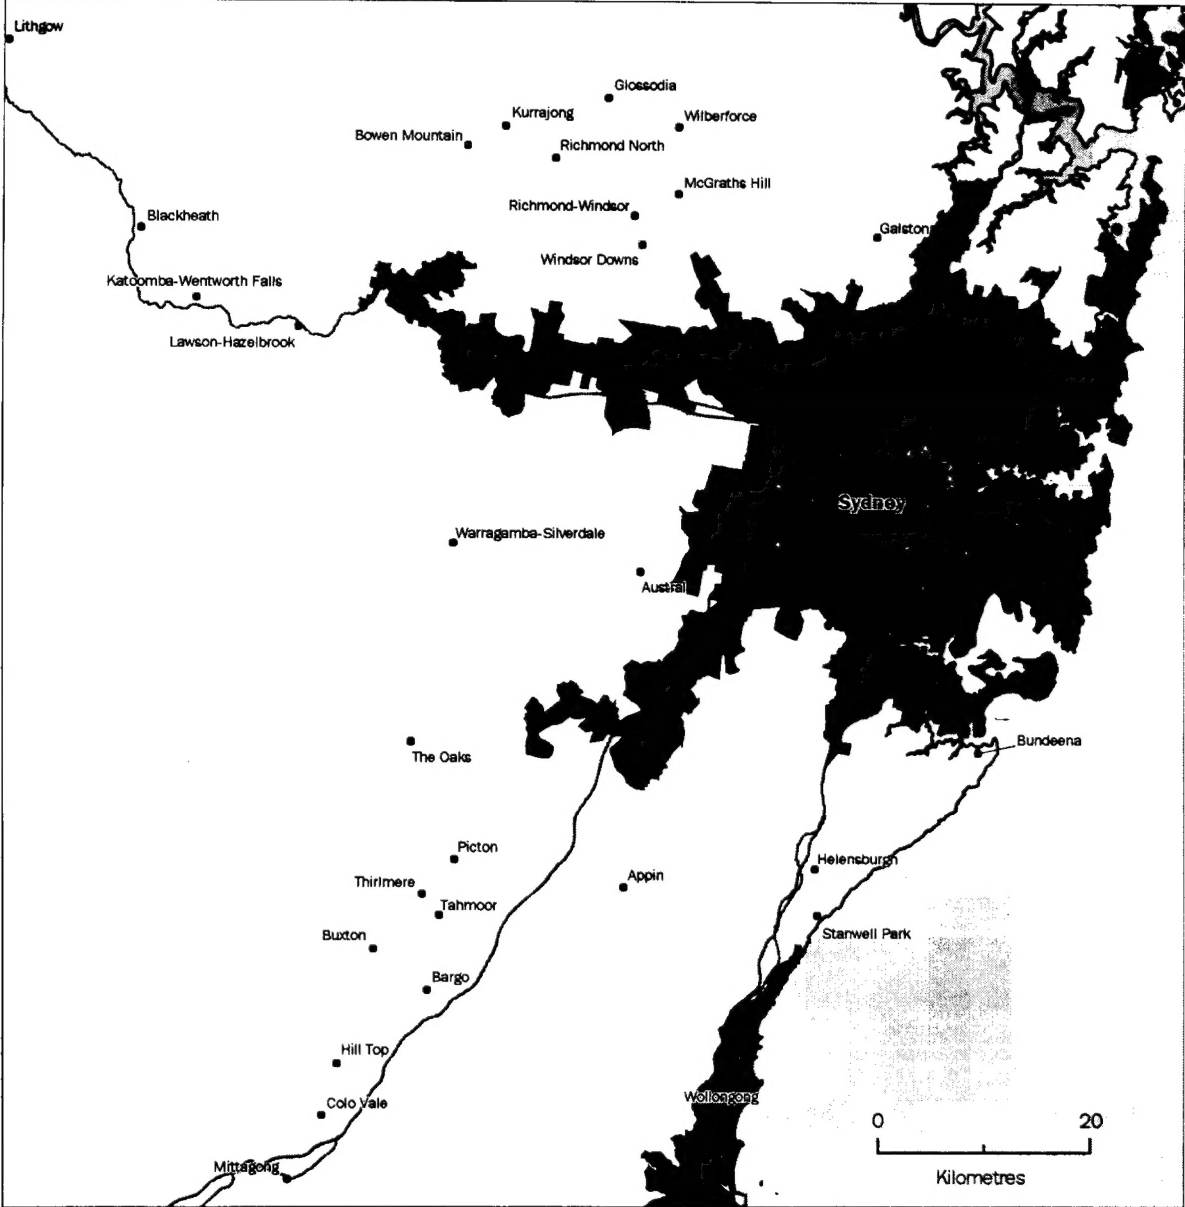 Lithgow
Glossodia
Kurrajong
Wilberforce
Bowen Mountain
Richmond North
McGraths Hill
Richmond-Windsor
Blackheath
Galston
Windsor Downs
Katoomba-Wentworth Falls
Lawson-Hazelbrook
Sydney
Warragamba-Silverdale
Austral
Bundeena
The Oaks
Picton
Helensburgh
Appin
Thirlmere
Tahmoor
Stanwell Park
Buxton
Bargo
Hill Top
Wollongong
Colo Vale
0 20
Mittagong
Kilometres